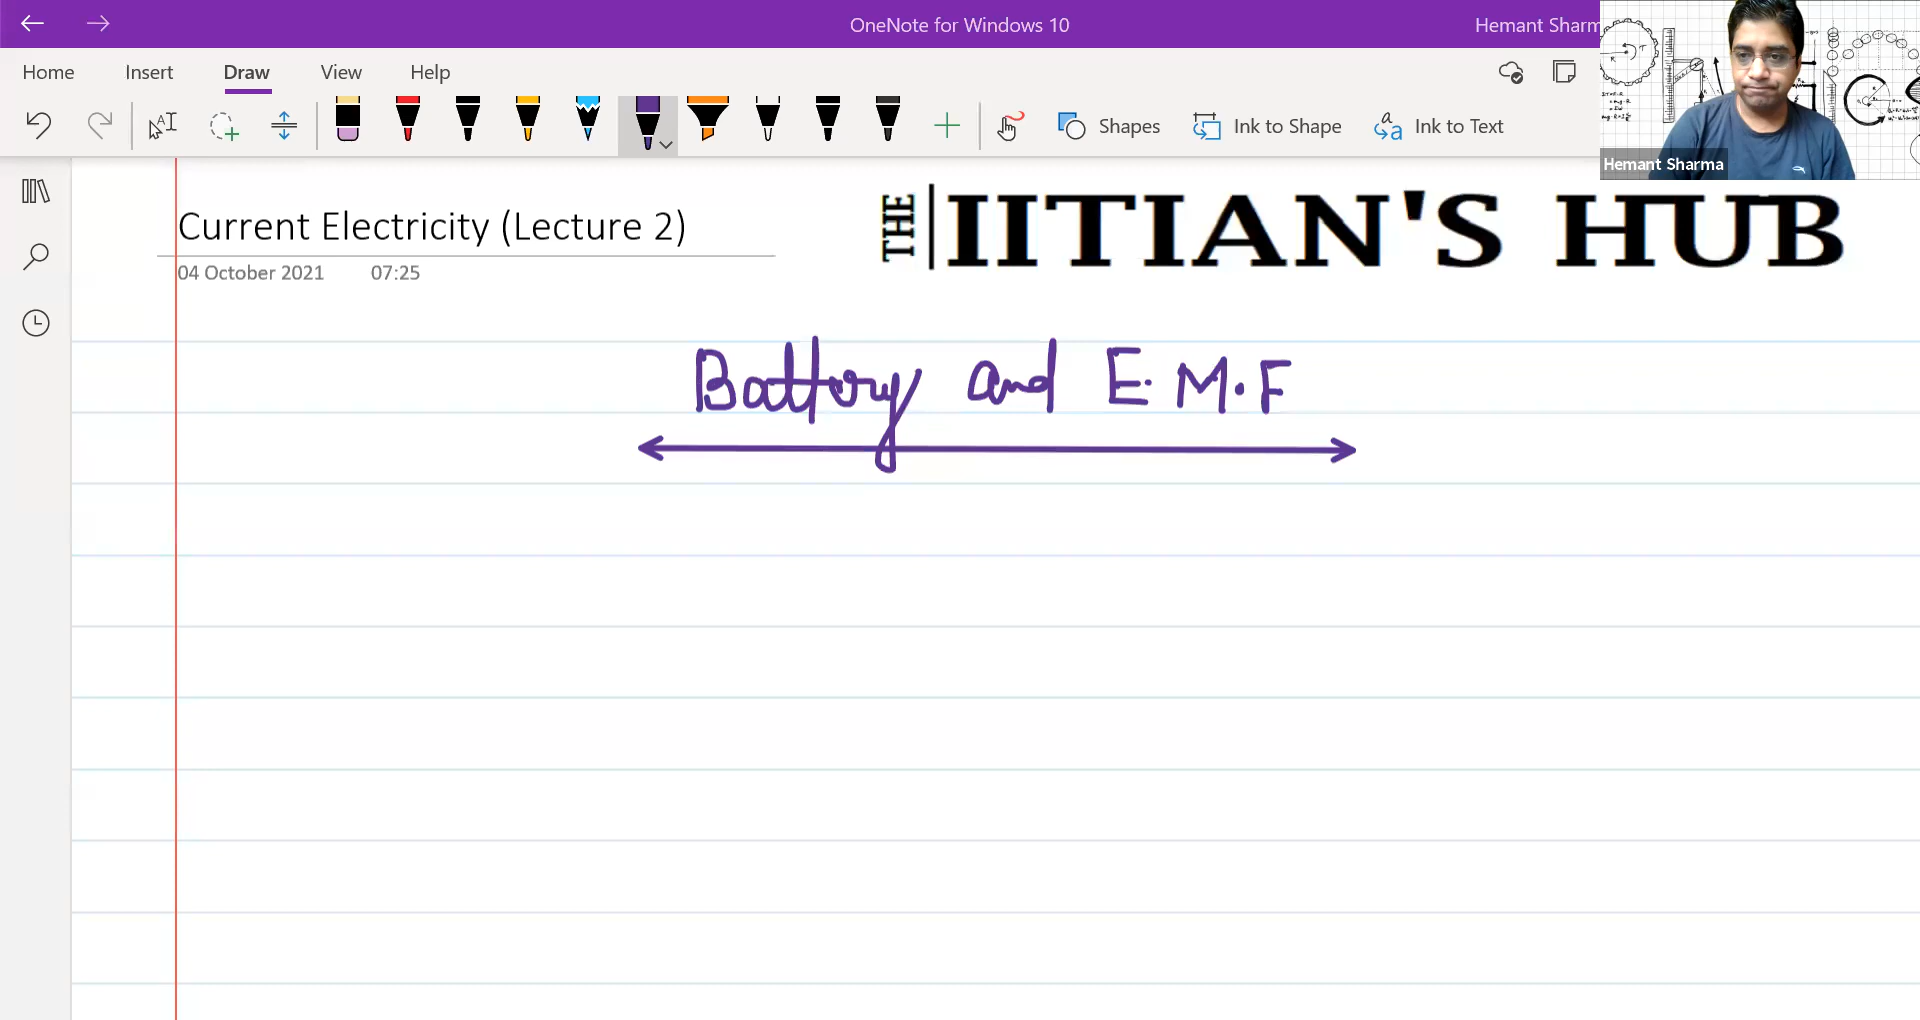 OneNote for Windows 10
Hemant Sharm
Home Insert Draw View Help
Shapes Ink to Shape Ink to Text
Hemant Sharma
Current Electricity (Lecture 2)
THE IITIAN'S HUB
04 October 2021 07:25
Battery and E.M.F